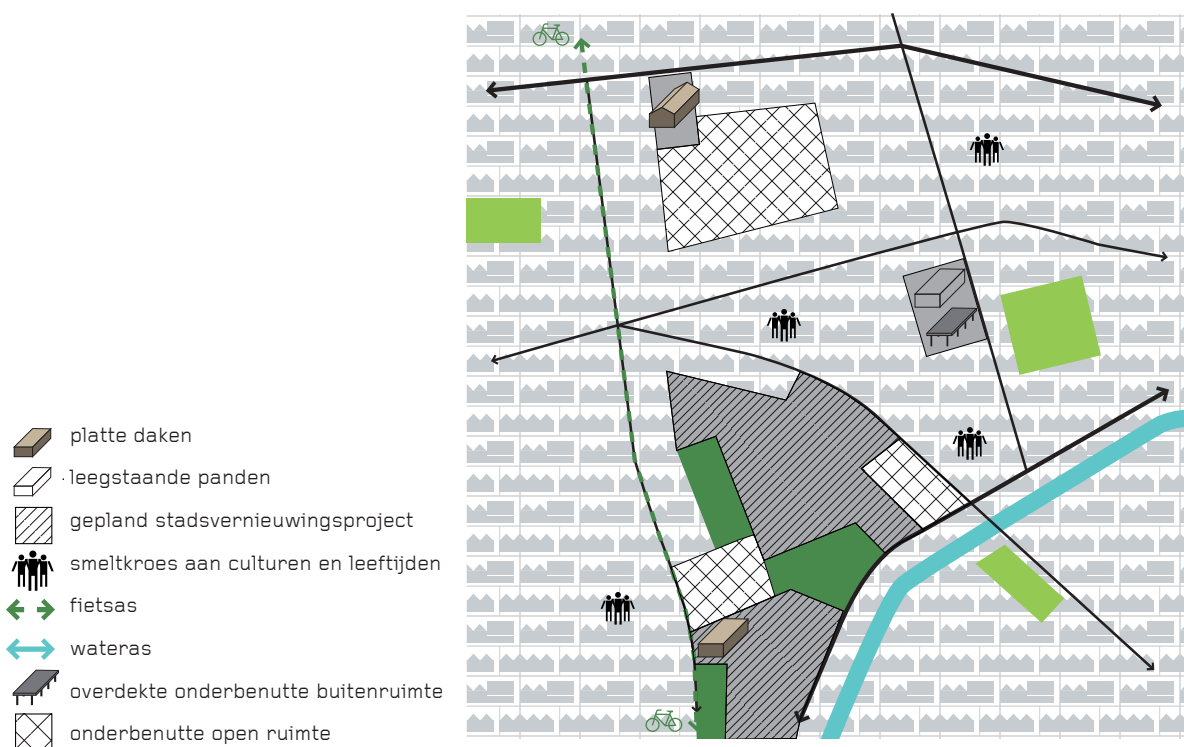 platte daken
leegstaande panden
gepland stadsvernieuwingsproject
smeltkroes aan culturen en leeftijden
fietsas
wateras
overdekte onderbenutte buitenruimte
onderbenutte open ruimte